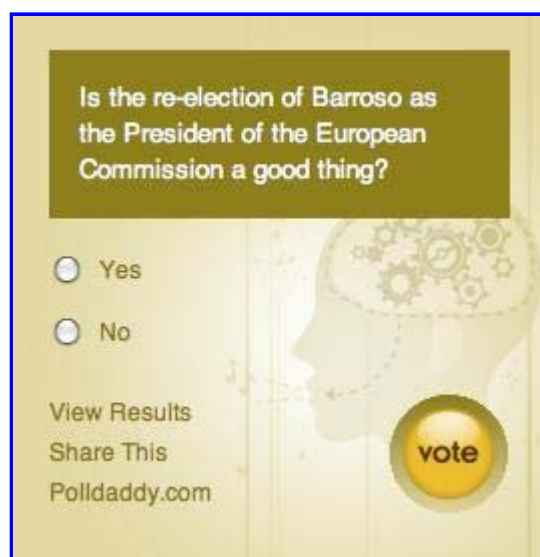 Is the re-election of Barroso as
the President of the European
Commission a good thing?
Yes
No
View Results
Share This
Polldaddy.com
vote